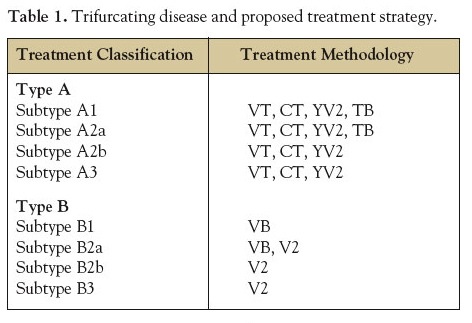 Table 1. Trifurcating disease and proposed treatment strategy.
Treatment Classification Treatment Methodology
Type A
Subtype A1 VT, CT, YV2, TB
Subtype A2a VT, CT, YV2, TB
Subtype A2b VT, CT, YV2
Subtype A3 VT, CT, YV2
Type B
Subtype B1 VB
Subtype B2a VB, V2
Subtype B2b V2
Subtype B3 V2